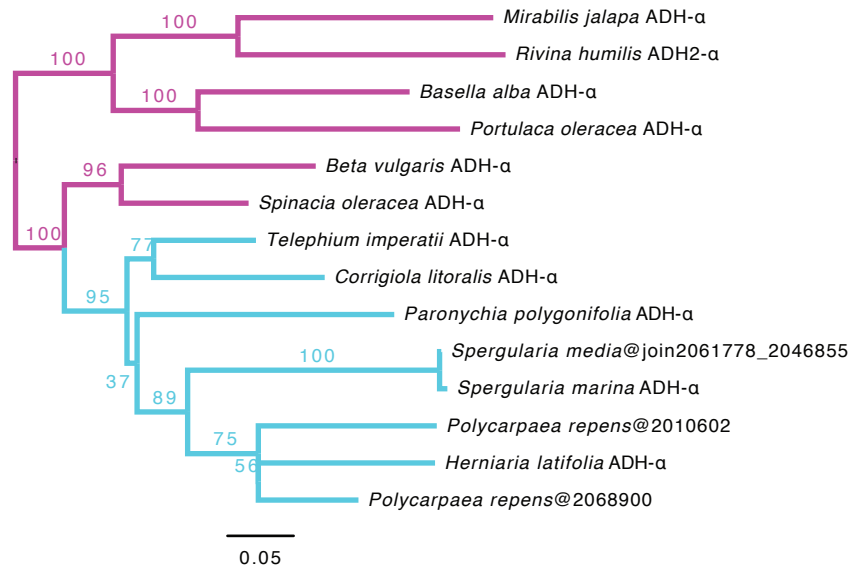 100
Mirabilis jalapa ADH-α
Rivina humilis ADH2-α
100
100
Basella alba ADH-α
Portulaca oleracea ADH-α
96
Beta vulgaris ADH-α
Spinacia oleracea ADH-α
100
77
Telephium imperatii ADH-α
Corrigiola litoralis ADH-α
95
Paronychia polygonifolia ADH-α
100
Spergularia media@join2061778_2046855
37
Spergularia marina ADH-α
89
Polycarpaea repens@2010602
75
56
Herniaria latifolia ADH-α
Polycarpaea repens@2068900
0.05